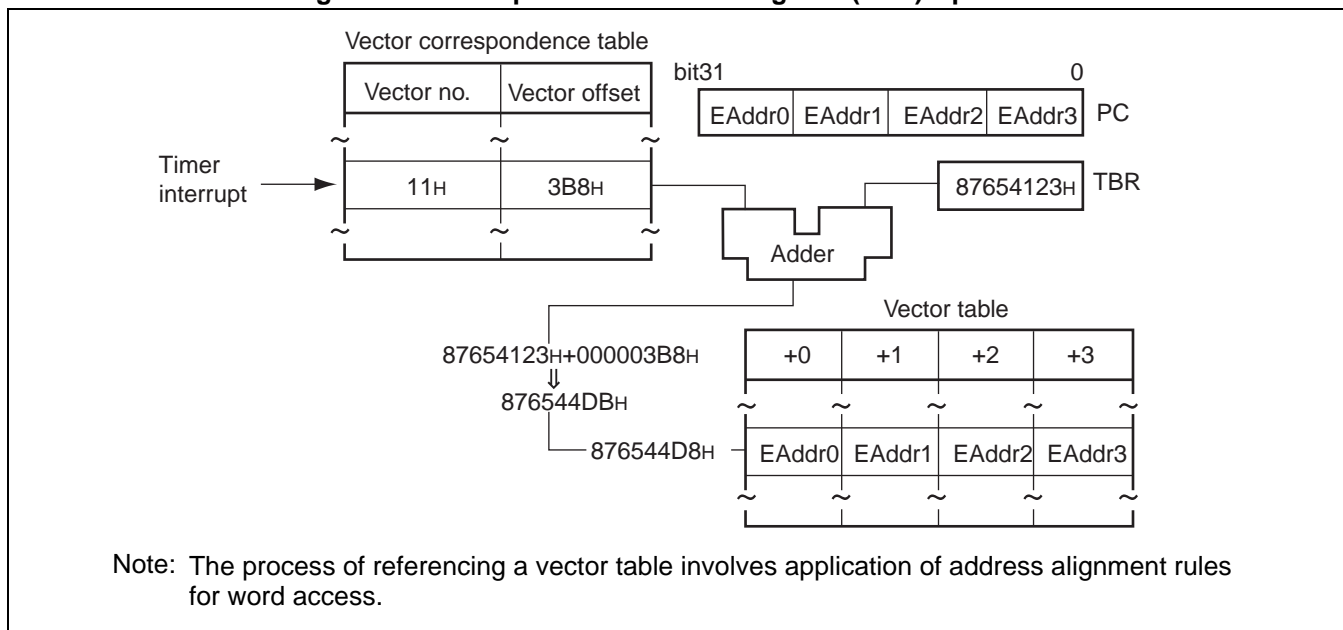 Vector correspondence table
Vector no. Vector offset
bit31 0
EAddr0 EAddr1 EAddr2 EAddr3 PC
Timer
interrupt
11H 3B8H
87654123H TBR
Adder
Vector table
87654123H+000003B8H
+0 +1 +2 +3
⇓
876544DBH
876544D8H
EAddr0 EAddr1 EAddr2 EAddr3
Note: The process of referencing a vector table involves application of address alignment rules
for word access.